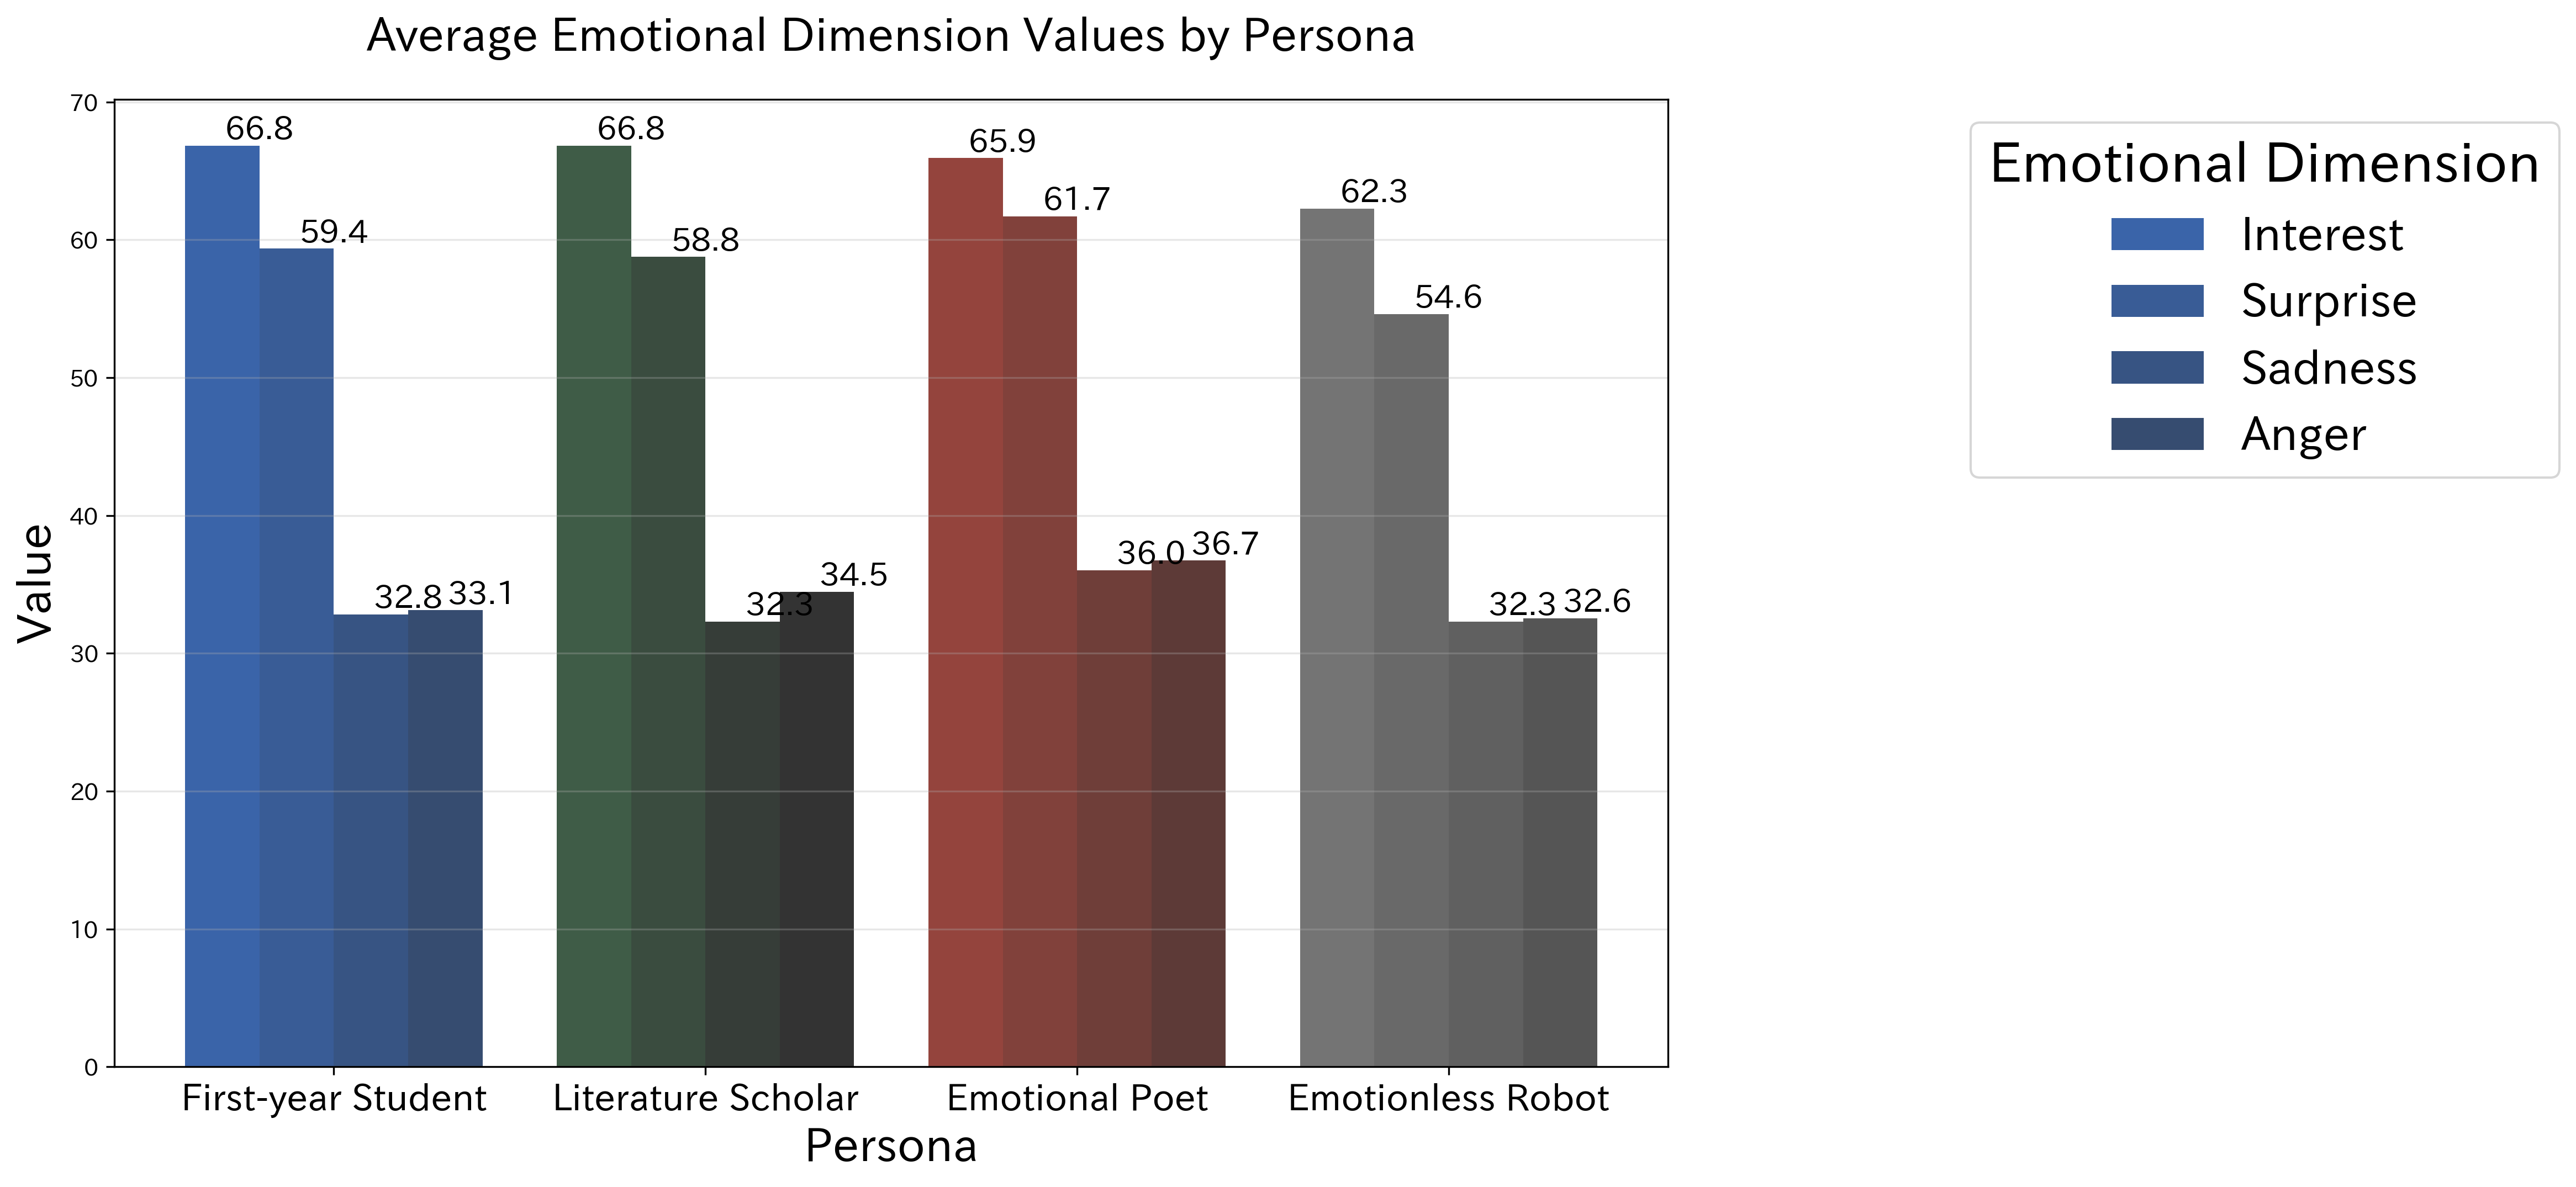 Average Emotional Dimension Values by Persona
70
60
50
40
30
20
10
0
Value
66.8
59.4
32.8
33.1
66.8
58.8
32.3
34.5
65.9
61.7
36.0
36.7
62.3
54.6
32.3
32.6
First-year Student
Literature Scholar
Emotional Poet
Emotionless Robot
Persona
Emotional Dimension
Interest
Surprise
Sadness
Anger